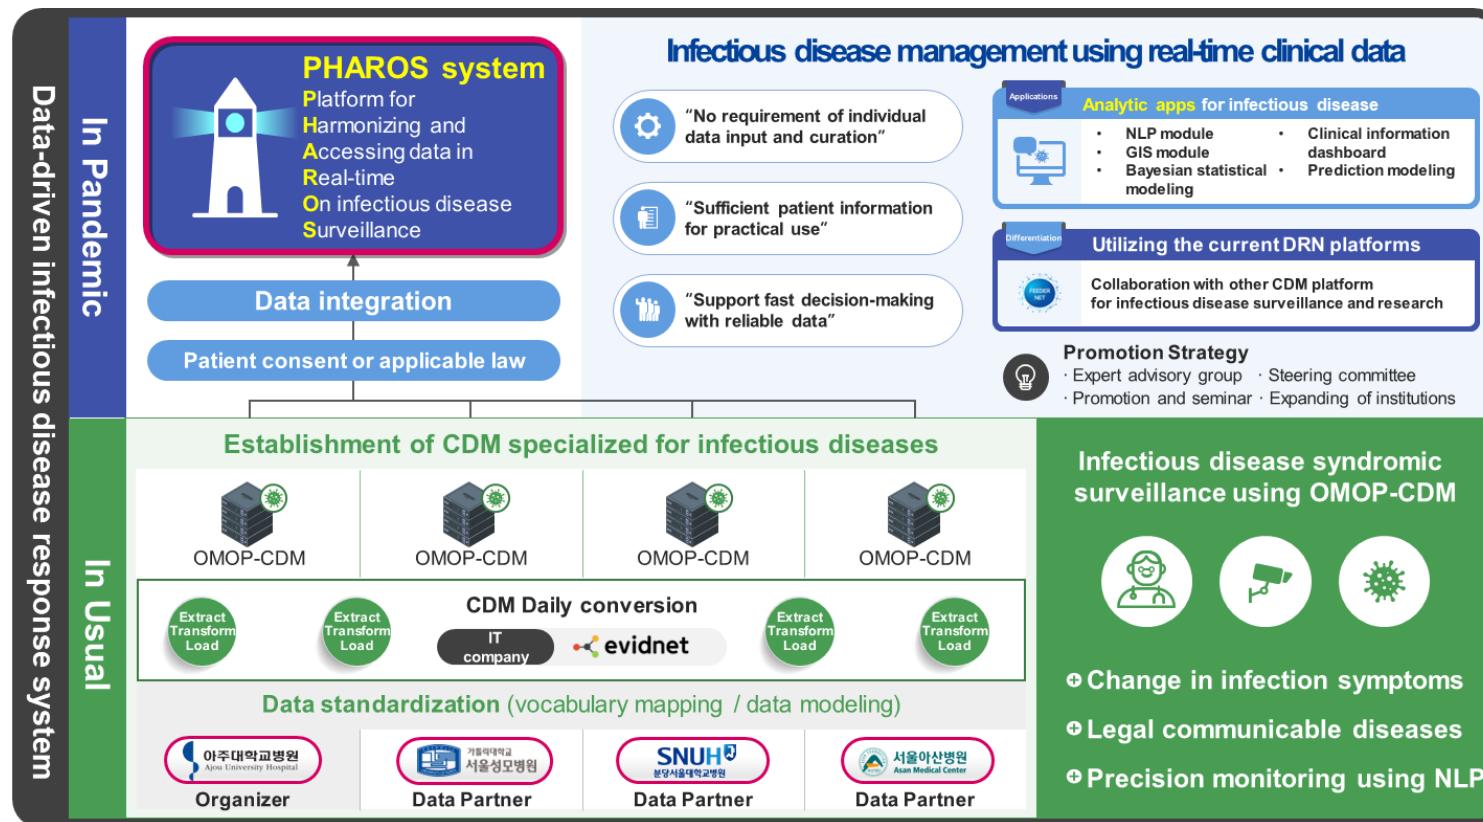 Data-driven infectious disease response system
In Pandemic
PHAROS system
Platform for
Harmonizing and
Accessing data in
Real-time
On infectious disease
Surveillance
Data integration
Patient consent or applicable law
Infectious disease management using real-time clinical data
“No requirement of individual
data input and curation”
“Sufficient patient information
for practical use”
“Support fast decision-making
with reliable data”
Applications
Analytic apps for infectious disease
• NLP module
• GIS module
• Bayesian statistical
modeling
• Clinical information
dashboard
• Prediction modeling
Differentiation
Utilizing the current DRN platforms
FEEDER
NET
Collaboration with other CDM platform
for infectious disease surveillance and research
Promotion Strategy
· Expert advisory group · Steering committee
· Promotion and seminar · Expanding of institutions
In Usual
Establishment of CDM specialized for infectious diseases
OMOP-CDM OMOP-CDM OMOP-CDM OMOP-CDM
CDM Daily conversion
Extract
Transform
Load
Extract
Transform
Load
IT
company
evidnet
Extract
Transform
Load
Extract
Transform
Load
Data standardization (vocabulary mapping / data modeling)
아주대학교병원
Ajou University Hospital
Organizer
가톨릭대학교
서울성모병원
Data Partner
SNUH
분당서울대학교병원
Data Partner
서울아산병원
Asan Medical Center
Data Partner
Infectious disease syndromic
surveillance using OMOP-CDM
Change in infection symptoms
Legal communicable diseases
Precision monitoring using NLP